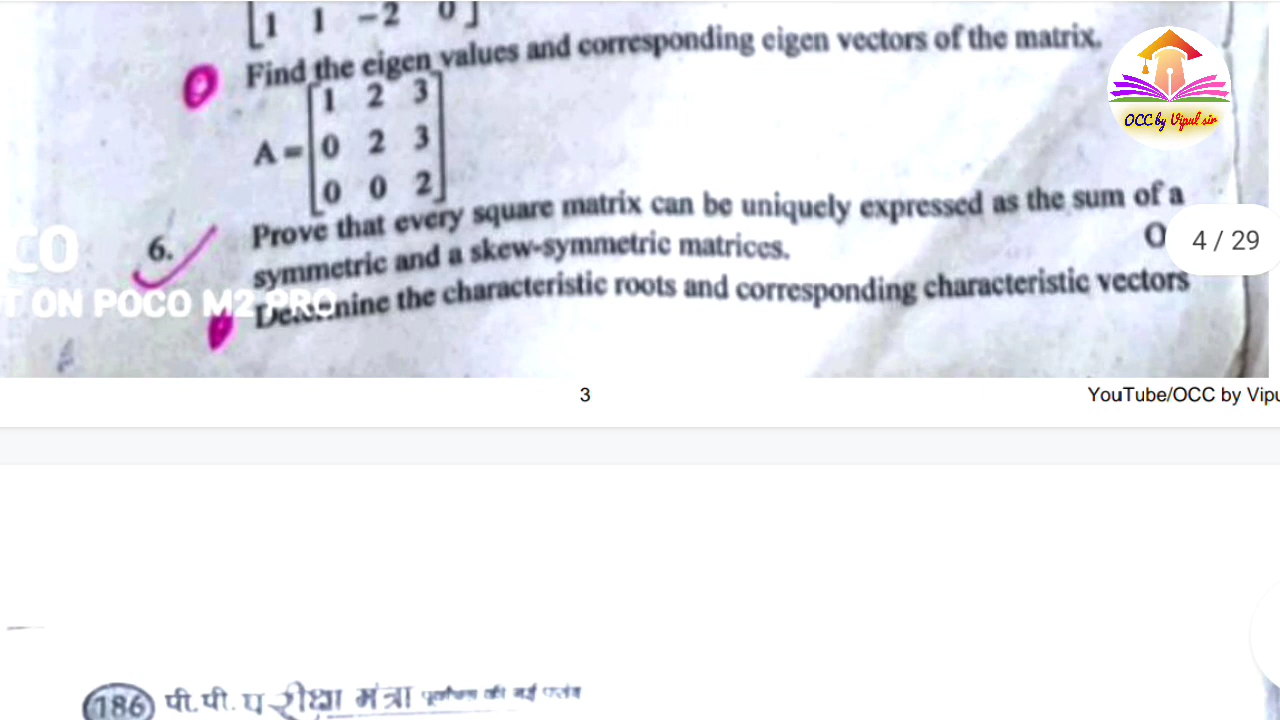 [1 1 -2 0]
Find the eigen values and corresponding eigen vectors of the matrix.
A = [1 2 3
0 2 3
0 0 2]
OCC by Vipul sir
6. Prove that every square matrix can be uniquely expressed as the sum of a
symmetric and a skew-symmetric matrices. O
4 / 29
CO
T ON POCO M2 PRO
Determine the characteristic roots and corresponding characteristic vectors
3
YouTube/OCC by Vipu
186 पी.पी. परीक्षा मंत्रा